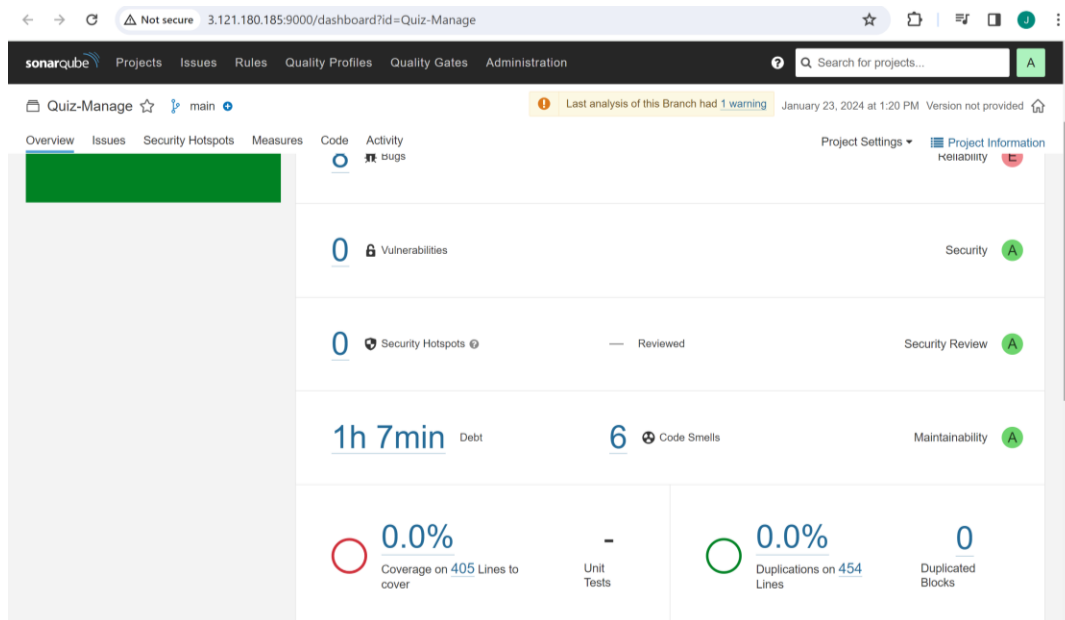 Not secure 3.121.180.185:9000/dashboard?id=Quiz-Manage
J
sonarqube Projects Issues Rules Quality Profiles Quality Gates Administration
Search for projects...
A
Quiz-Manage main
Last analysis of this Branch had 1 warning January 23, 2024 at 1:20 PM Version not provided
Overview Issues Security Hotspots Measures Code Activity
Project Settings Project Information
Bugs Reliability E
0 Vulnerabilities Security A
0 Security Hotspots — Reviewed Security Review A
1h 7min Debt 6 Code Smells Maintainability A
0.0%
Coverage on 405 Lines to
cover
-
Unit
Tests
0.0%
Duplications on 454
Lines
0
Duplicated
Blocks